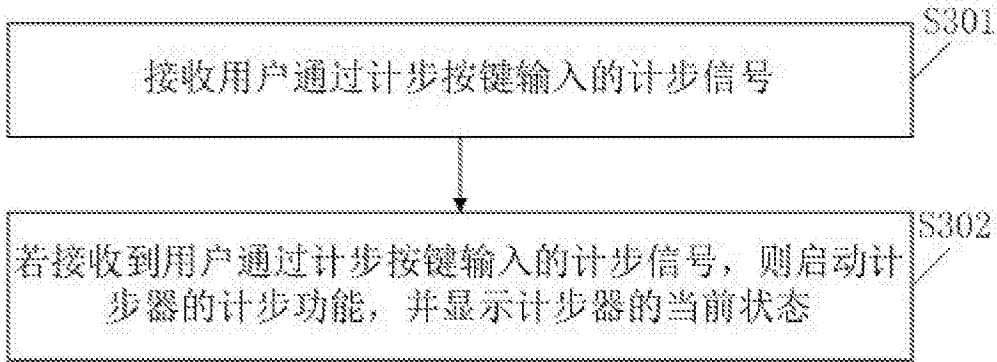 S301
接收用户通过计步按键输入的计步信号
S302
若接收到用户通过计步按键输入的计步信号，则启动计
步器的计步功能，并显示计步器的当前状态